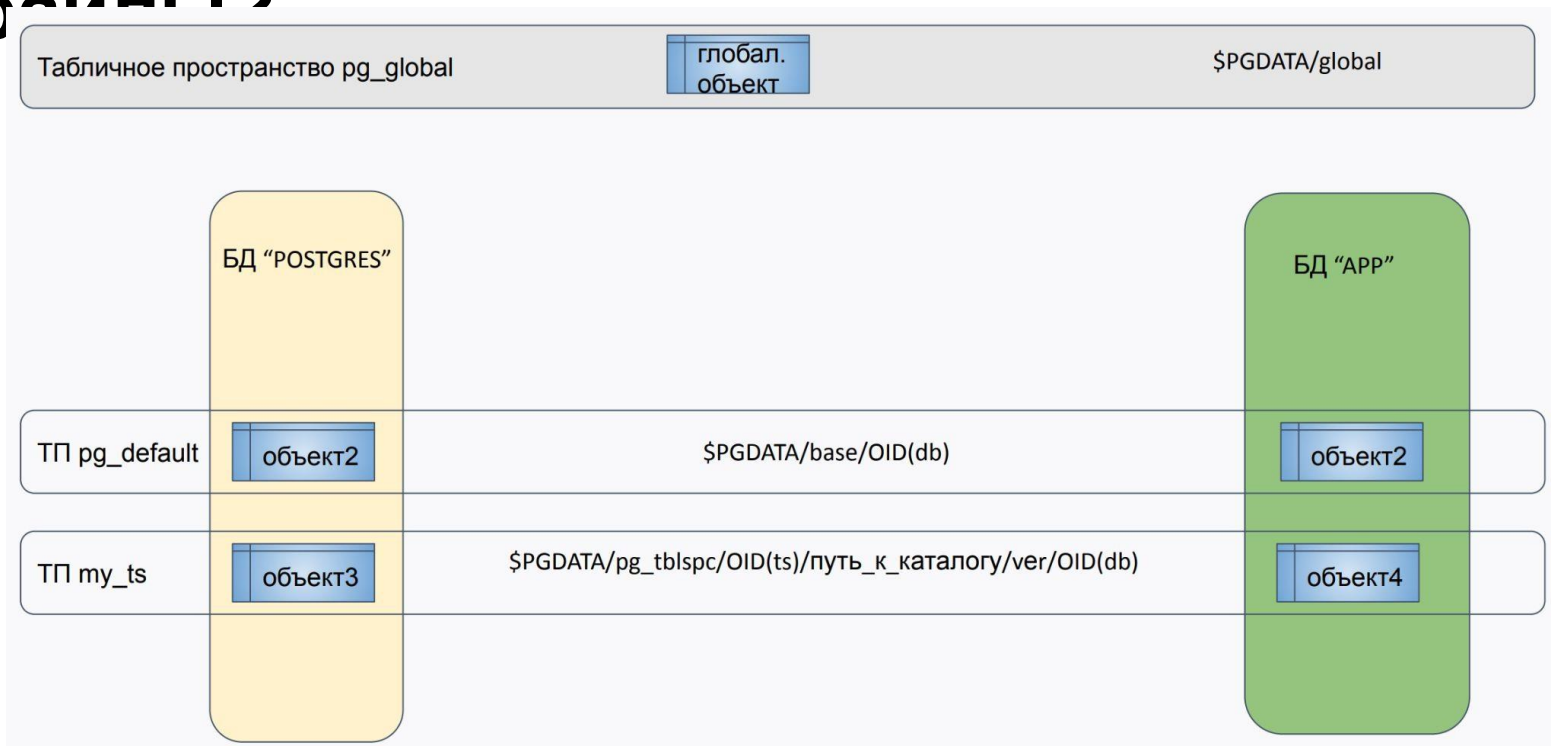 Табличное пространство pg_global
глобал.
объект
$PGDATA/global
БД “POSTGRES”
БД “APP”
ТП pg_default
объект2
$PGDATA/base/OID(db)
объект2
ТП my_ts
объект3
$PGDATA/pg_tblspc/OID(ts)/путь_к_каталогу/ver/OID(db)
объект4